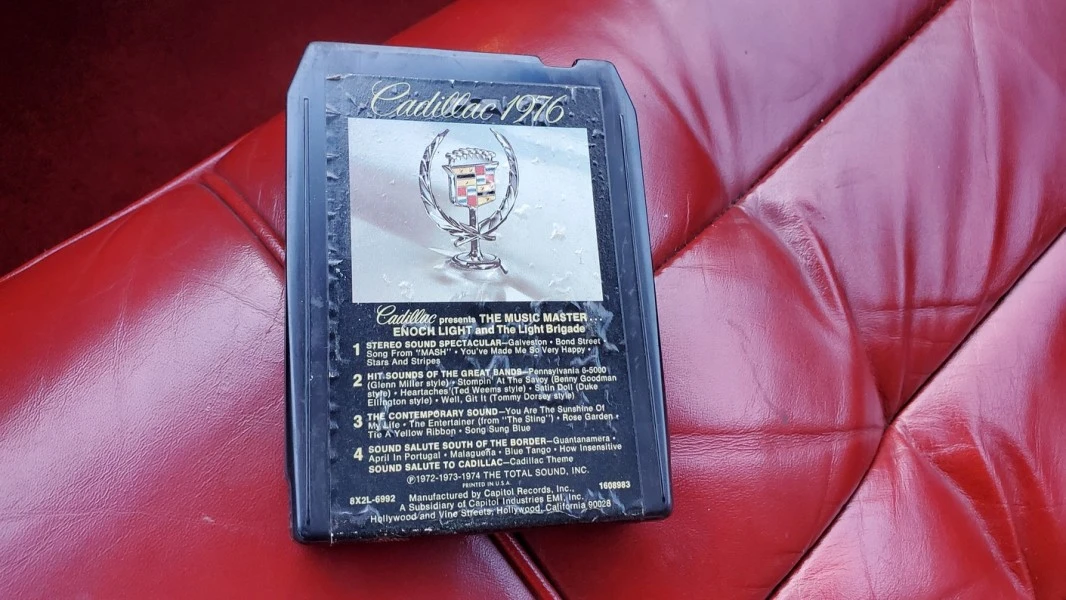 Cadillac 1976
Cadillac presents THE MUSIC MASTER...
ENOCH LIGHT and The Light Brigade
1 STEREO SOUND SPECTACULAR—Galveston • Bond Street
Song From "MASH" • You've Made Me So Very Happy •
Stars And Stripes
2 HIT SOUNDS OF THE GREAT BANDS—Pennsylvania 6-5000
(Glenn Miller style) • Stompin' At The Savoy (Benny Goodman
style) • Heartaches (Ted Weems style) • Satin Doll (Duke
Ellington style) • Well, Git It (Tommy Dorsey style)
3 THE CONTEMPORARY SOUND—You Are The Sunshine Of
My Life • The Entertainer (from "The Sting") • Rose Garden •
Tie A Yellow Ribbon • Song Sung Blue
4 SOUND SALUTE SOUTH OF THE BORDER—Guantanamera •
April In Portugal • Malagueña • Blue Tango • How Insensitive
SOUND SALUTE TO CADILLAC—Cadillac Theme
Ⓟ1972-1973-1974 THE TOTAL SOUND, INC.
PRINTED IN U.S.A.
8X2L-6992 1608983
Manufactured by Capitol Records, Inc.,
A Subsidiary of Capitol Industries EMI, Inc.
Hollywood and Vine Streets, Hollywood, California 90028